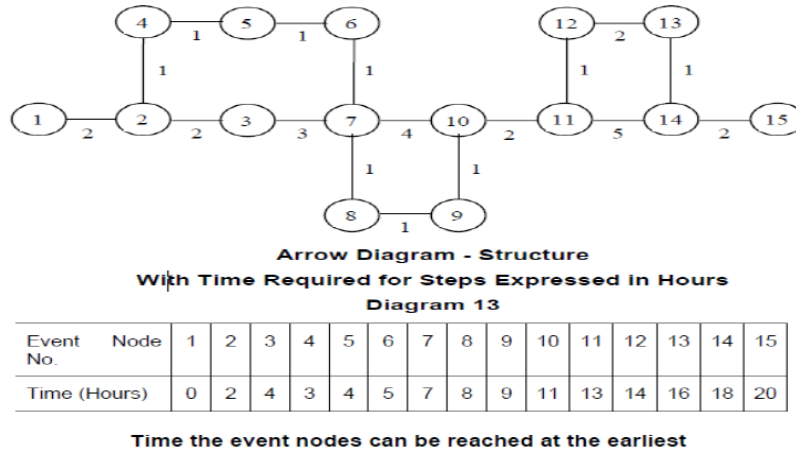 4 5 6 12 13
1 1 2
1 1 1 1
1 2 3 7 10 11 14 15
2 2 3 4 2 5 2
1 1
8 9
1
Arrow Diagram - Structure
With Time Required for Steps Expressed in Hours
Diagram 13
Event Node No. 1 2 3 4 5 6 7 8 9 10 11 12 13 14 15
Time (Hours) 0 2 4 3 4 5 7 8 9 11 13 14 16 18 20
Time the event nodes can be reached at the earliest